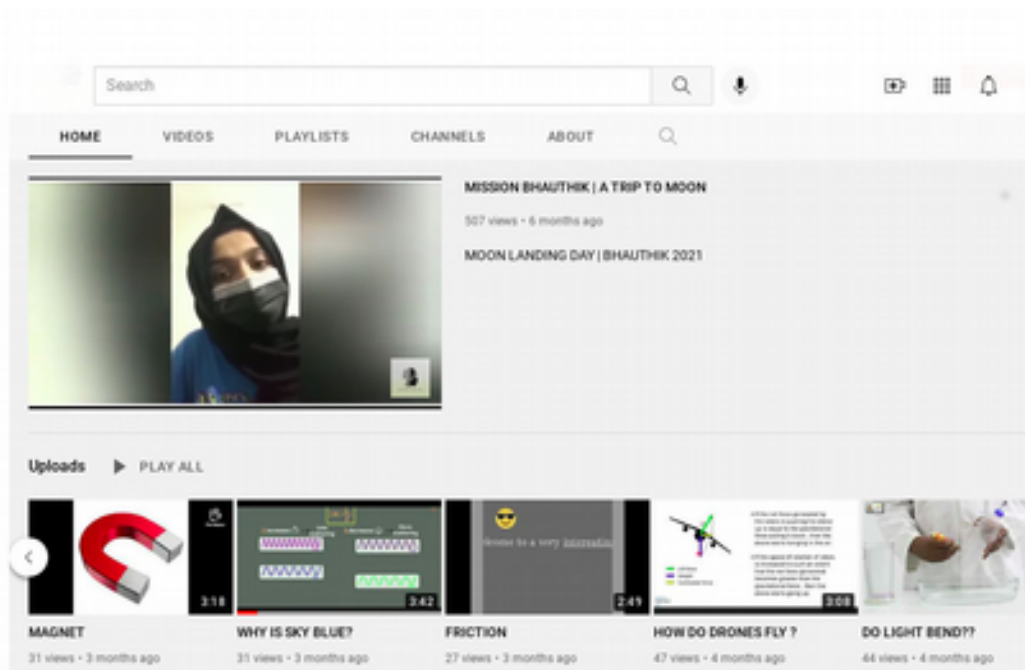 Search
HOME VIDEOS PLAYLISTS CHANNELS ABOUT
MISSION BHAUTHIK | A TRIP TO MOON
507 views • 6 months ago
MOON LANDING DAY | BHAUTHIK 2021
Uploads PLAY ALL
3:18 3:42 2:49 3:08
MAGNET WHY IS SKY BLUE? FRICTION HOW DO DRONES FLY ? DO LIGHT BEND??
31 views • 3 months ago 31 views • 3 months ago 27 views • 3 months ago 47 views • 4 months ago 44 views • 4 months ago